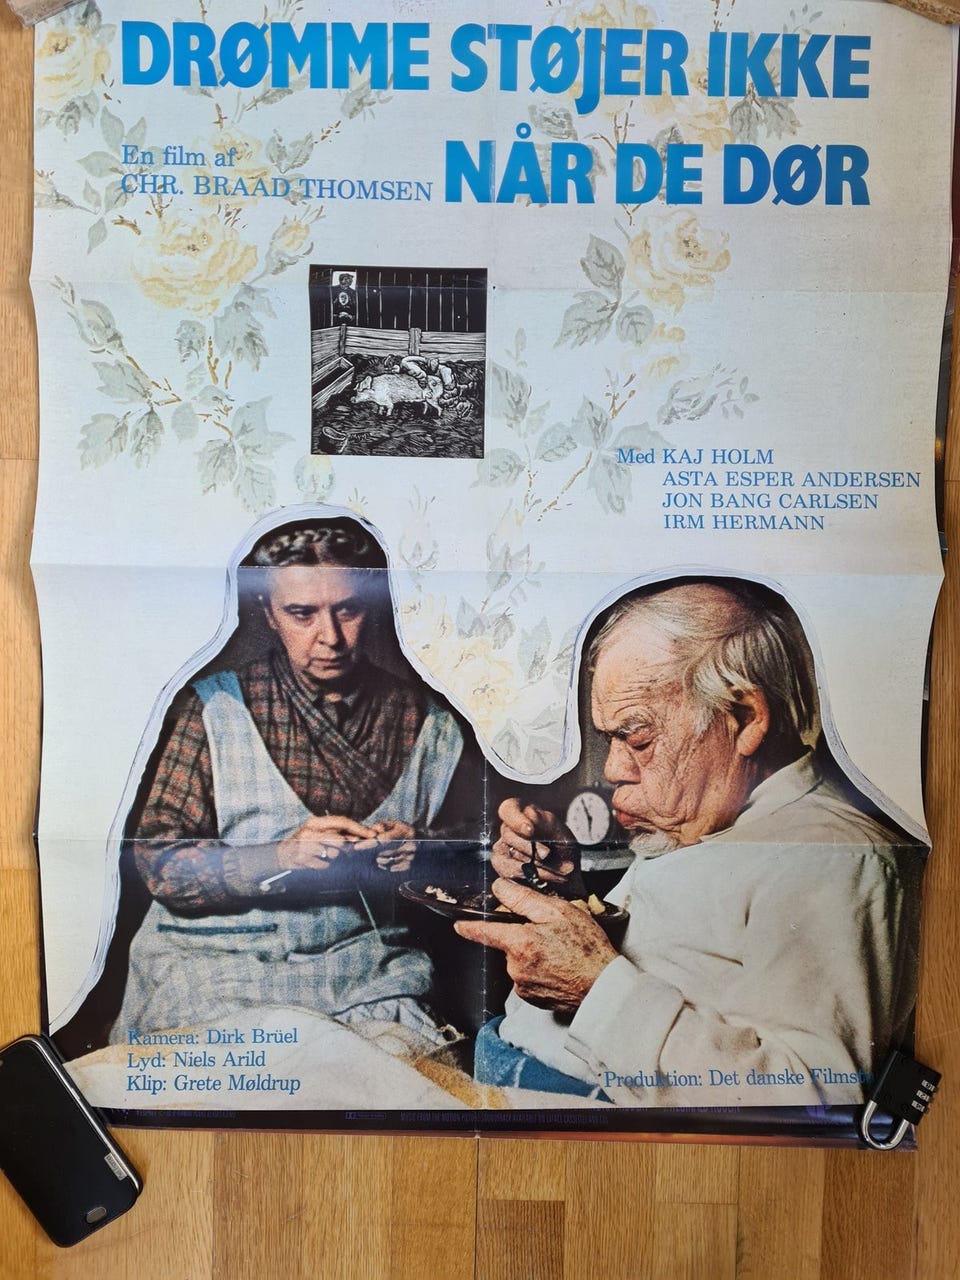 DRØMME STØJER IKKE
NÅR DE DØR
En film af
CHR. BRAAD THOMSEN
Med KAJ HOLM
ASTA ESPER ANDERSEN
JON BANG CARLSEN
IRM HERMANN
Kamera: Dirk Brüel
Lyd: Niels Arild
Klip: Grete Møldrup
Produktion: Det danske Filmst